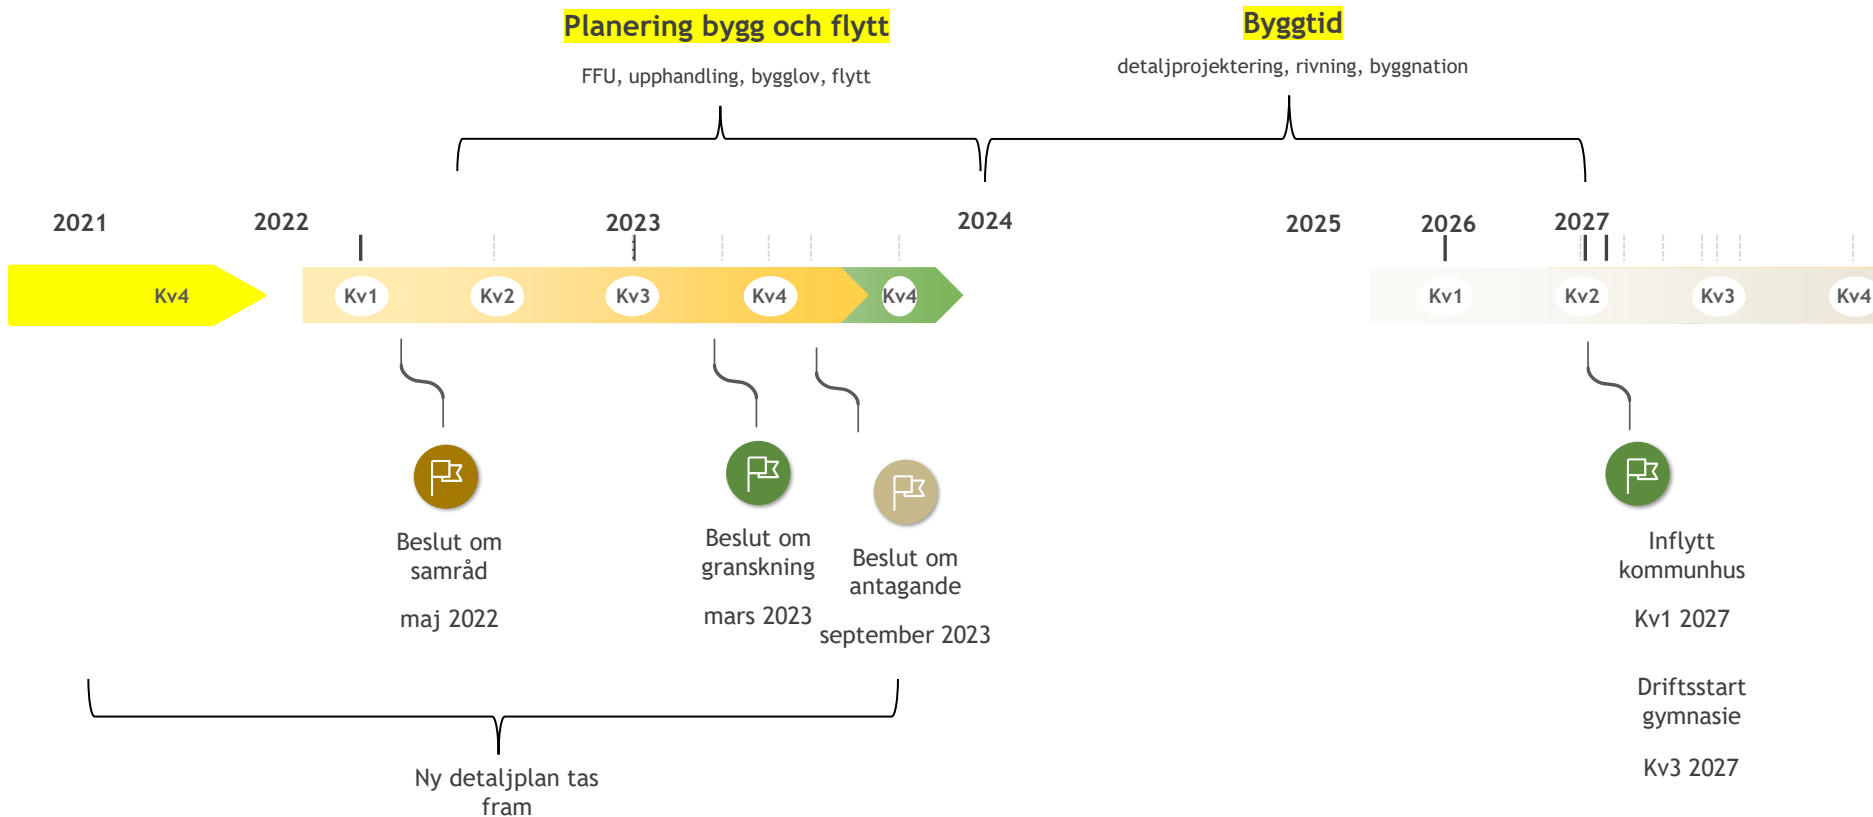 Planering bygg och flytt
FFU, upphandling, bygglov, flytt
Byggtid
detaljprojektering, rivning, byggnation
2021
2022
2023
2024
2025
2026
2027
Kv4
Kv1
Kv2
Kv3
Kv4
Kv4
Kv1
Kv2
Kv3
Kv4
Beslut om
samråd
maj 2022
Beslut om
granskning
mars 2023
Beslut om
antagande
september 2023
Inflytt
kommunhus
Kv1 2027
Driftsstart
gymnasie
Kv3 2027
Ny detaljplan tas
fram